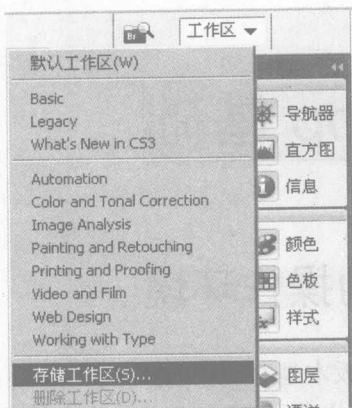 Br
工作区
默认工作区(W)
Basic
Legacy
What's New in CS3
Automation
Color and Tonal Correction
Image Analysis
Painting and Retouching
Printing and Proofing
Video and Film
Web Design
Working with Type
存储工作区(S)...
删除工作区(D)...
导航器
直方图
信息
颜色
色板
样式
图层
通道